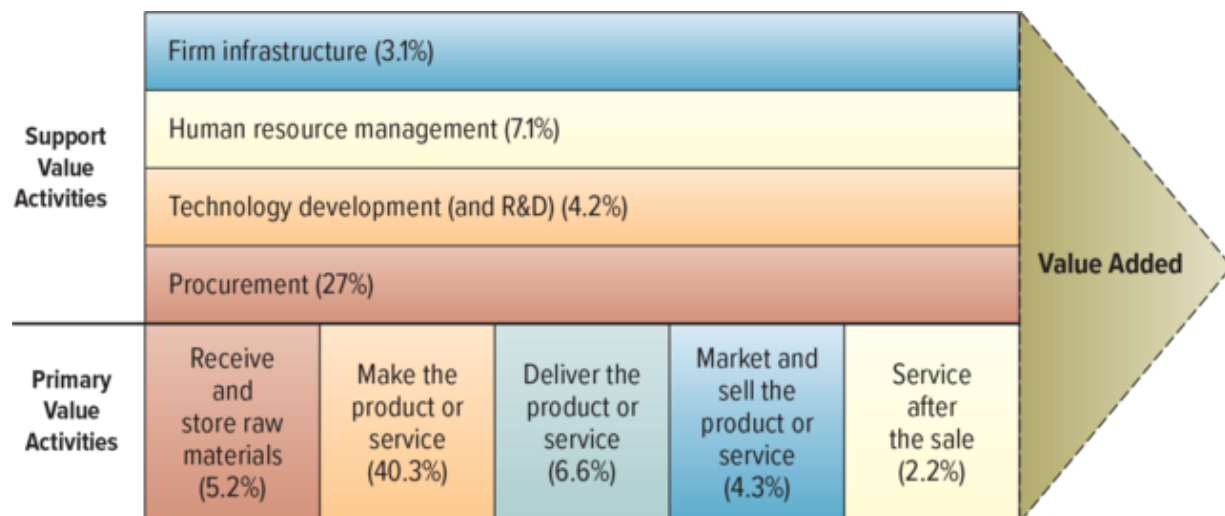 Support
Value
Activities
Firm infrastructure (3.1%)
Human resource management (7.1%)
Technology development (and R&D) (4.2%)
Procurement (27%)
Value Added
Primary
Value
Activities
Receive
and
store raw
materials
(5.2%)
Make the
product or
service
(40.3%)
Deliver the
product or
service
(6.6%)
Market and
sell the
product or
service
(4.3%)
Service
after
the sale
(2.2%)